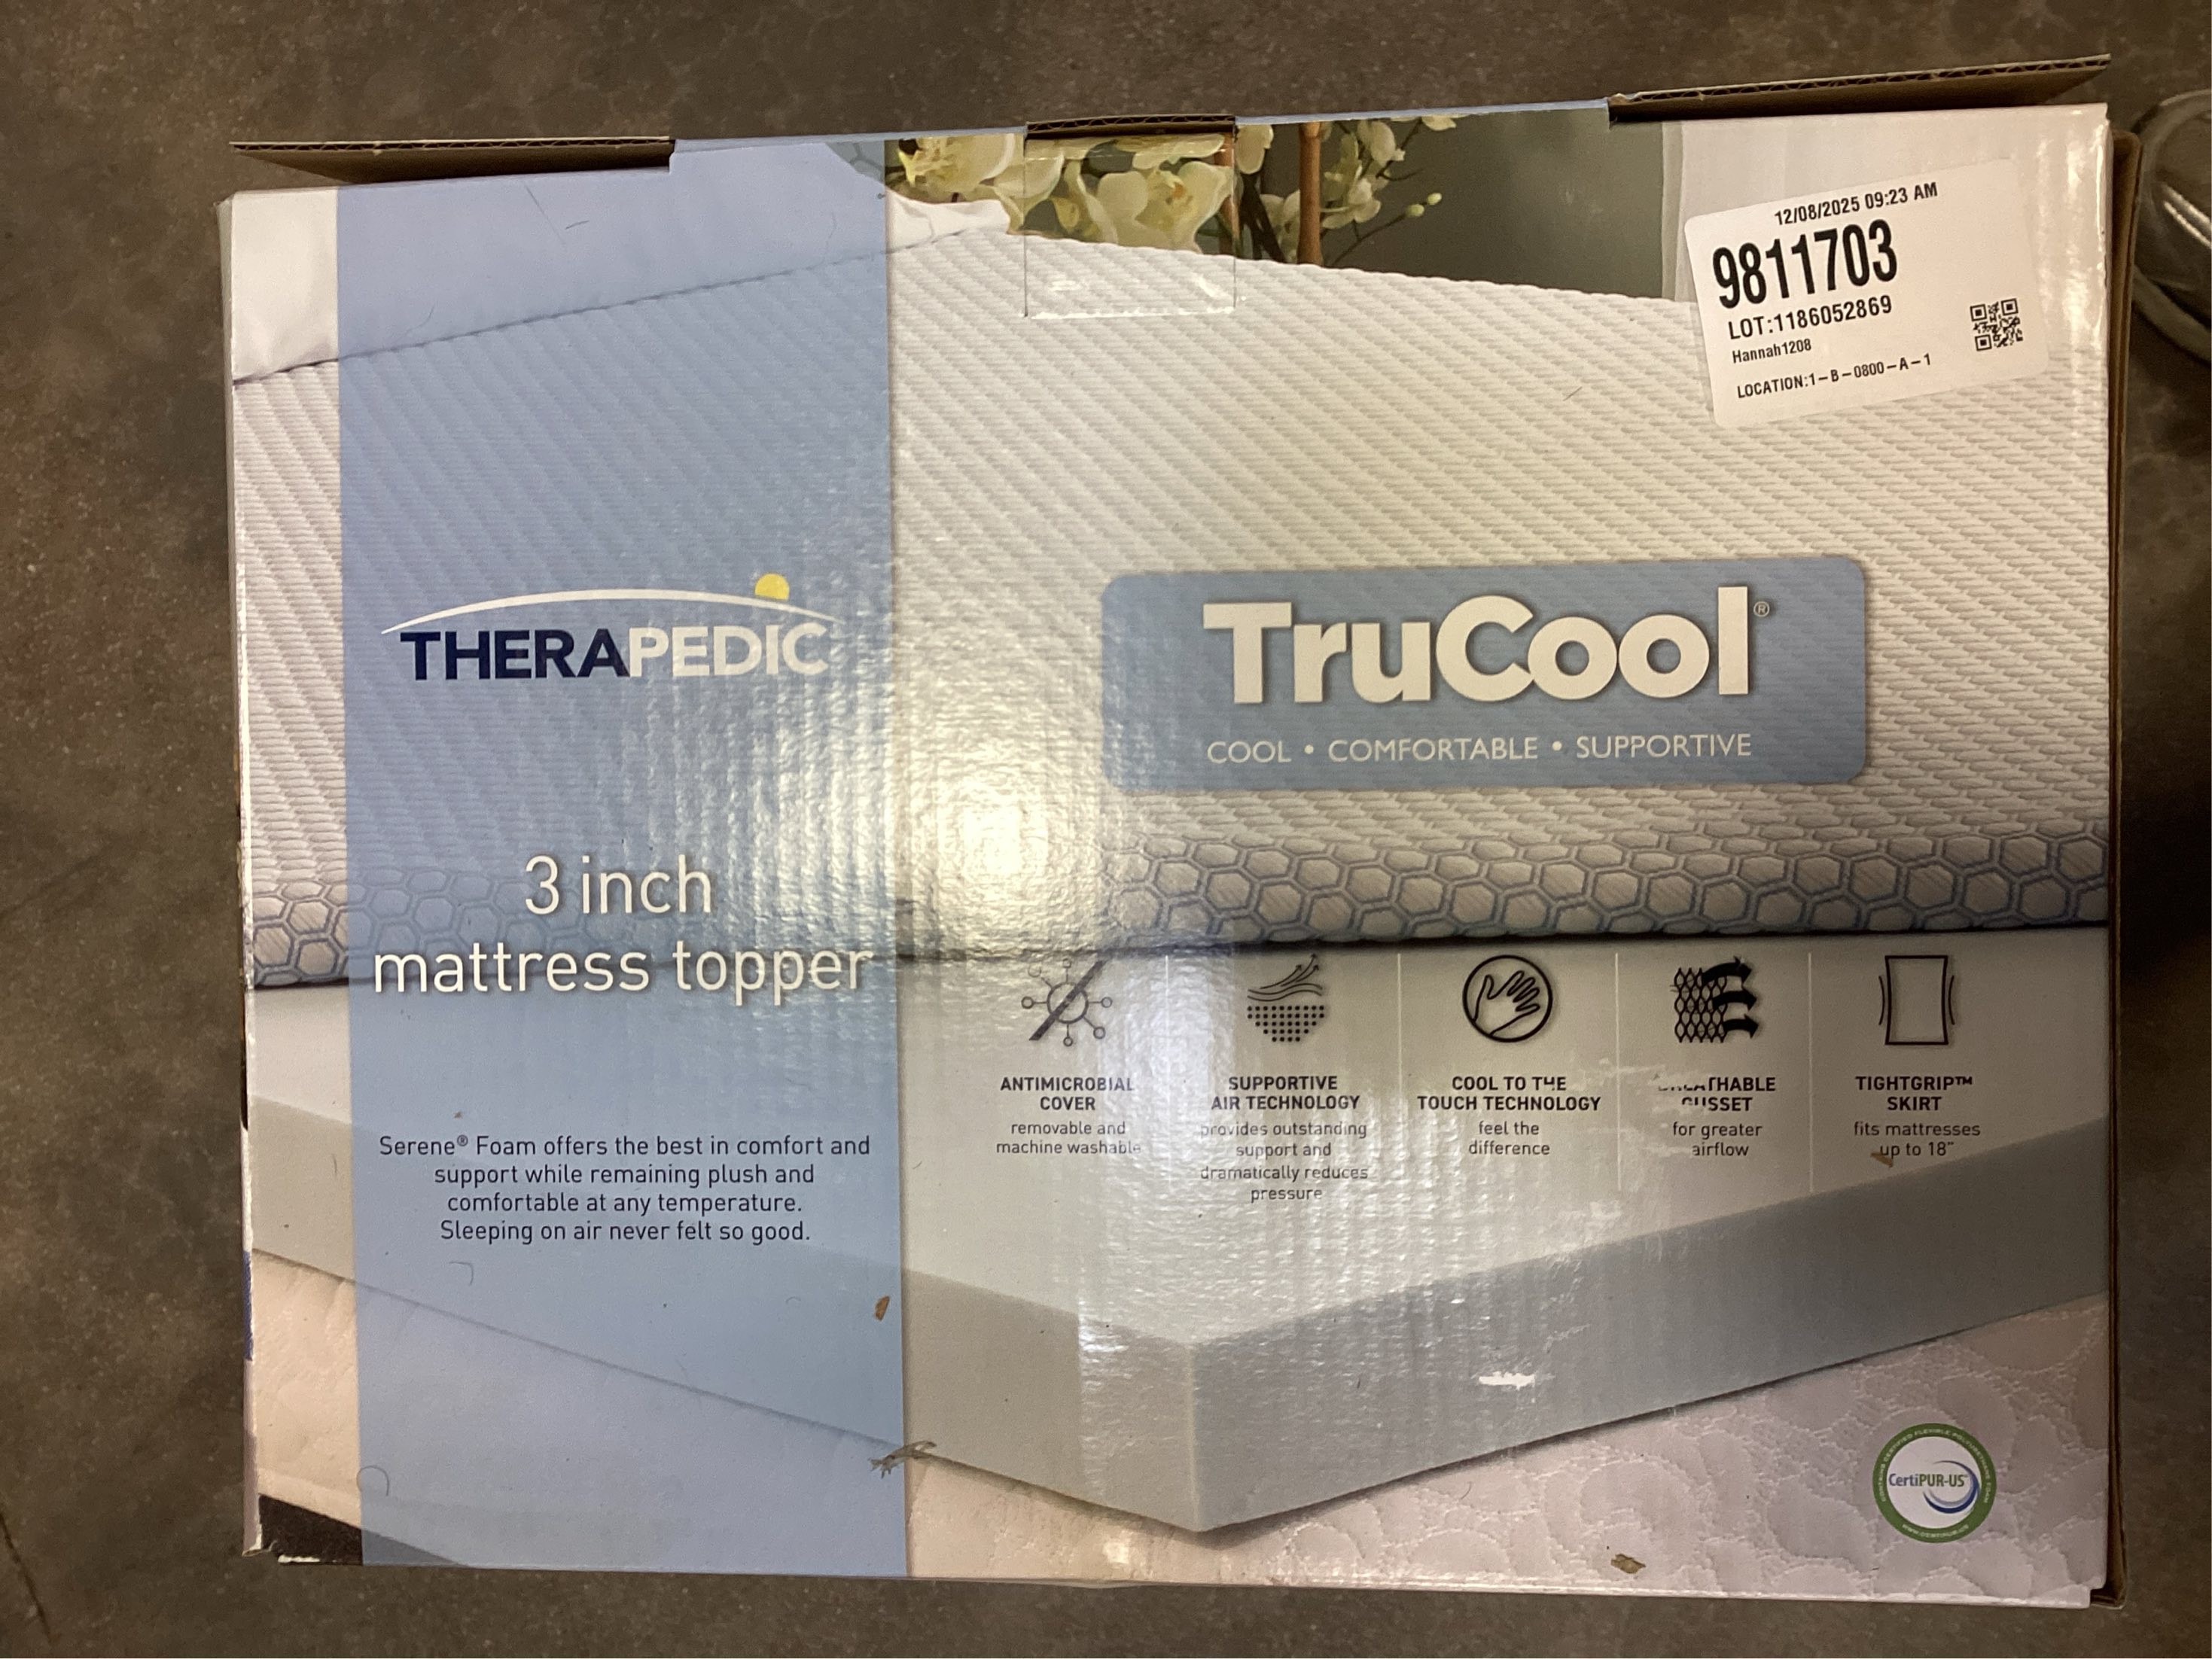 12/08/2025 09:23 AM
9811703
LOT:1186052869
Hannah1208
LOCATION:1-B-0800-A-1
THERAPEDIC
TruCool®
COOL • COMFORTABLE • SUPPORTIVE
3 inch
mattress topper
Serene® Foam offers the best in comfort and
support while remaining plush and
comfortable at any temperature.
Sleeping on air never felt so good.
ANTIMICROBIAL
COVER
removable and
machine washable
SUPPORTIVE
AIR TECHNOLOGY
provides outstanding
support and
dramatically reduces
pressure
COOL TO THE
TOUCH TECHNOLOGY
feel the
difference
BREATHABLE
GUSSET
for greater
airflow
TIGHTGRIP™
SKIRT
fits mattresses
up to 18"
CertiPUR-US